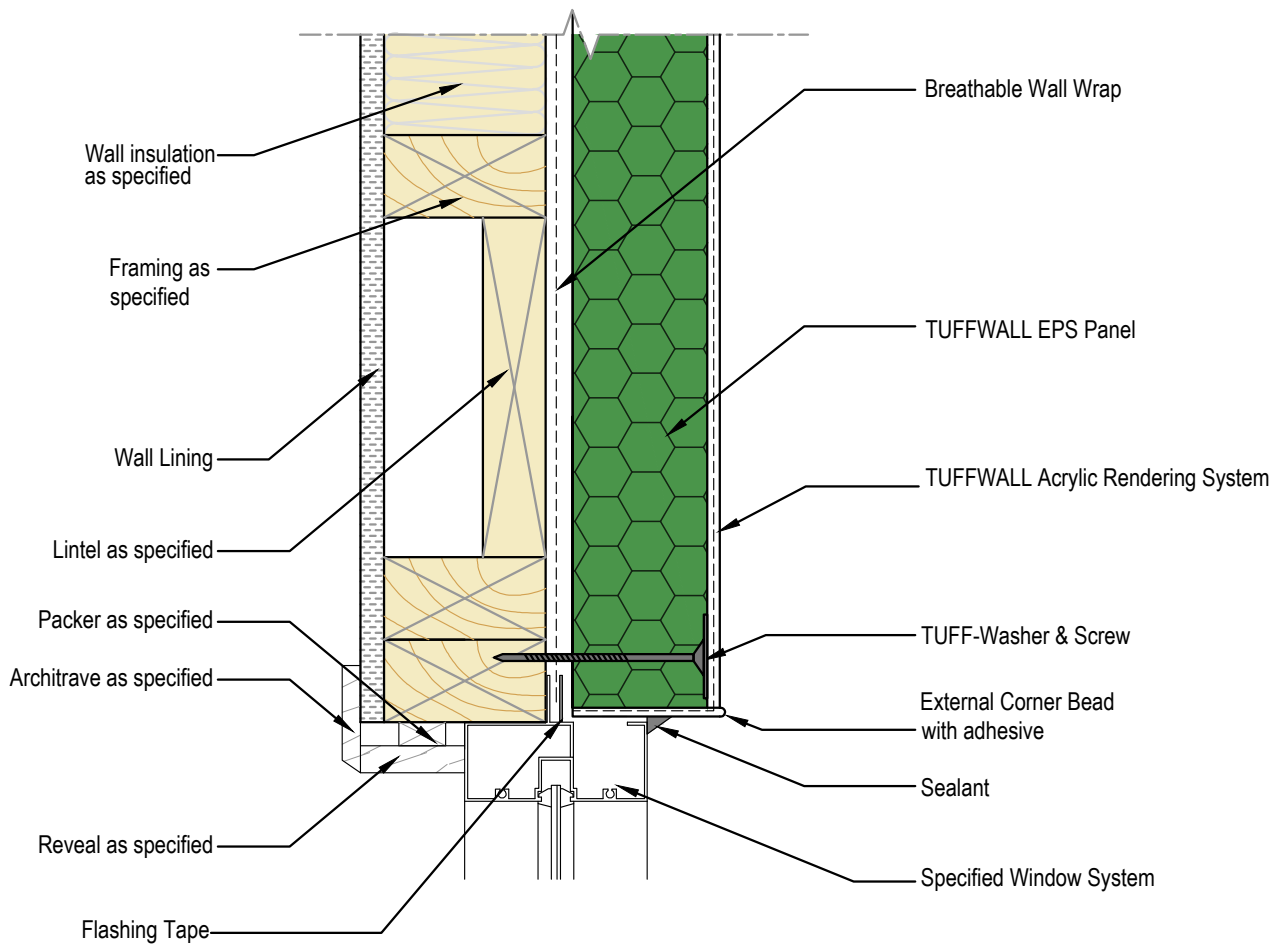 Breathable Wall Wrap
Wall insulation
as specified
Framing as
specified
TUFFWALL EPS Panel
Wall Lining
TUFFWALL Acrylic Rendering System
Lintel as specified
Packer as specified
TUFF-Washer & Screw
Architrave as specified
External Corner Bead
with adhesive
Sealant
Reveal as specified
Specified Window System
Flashing Tape